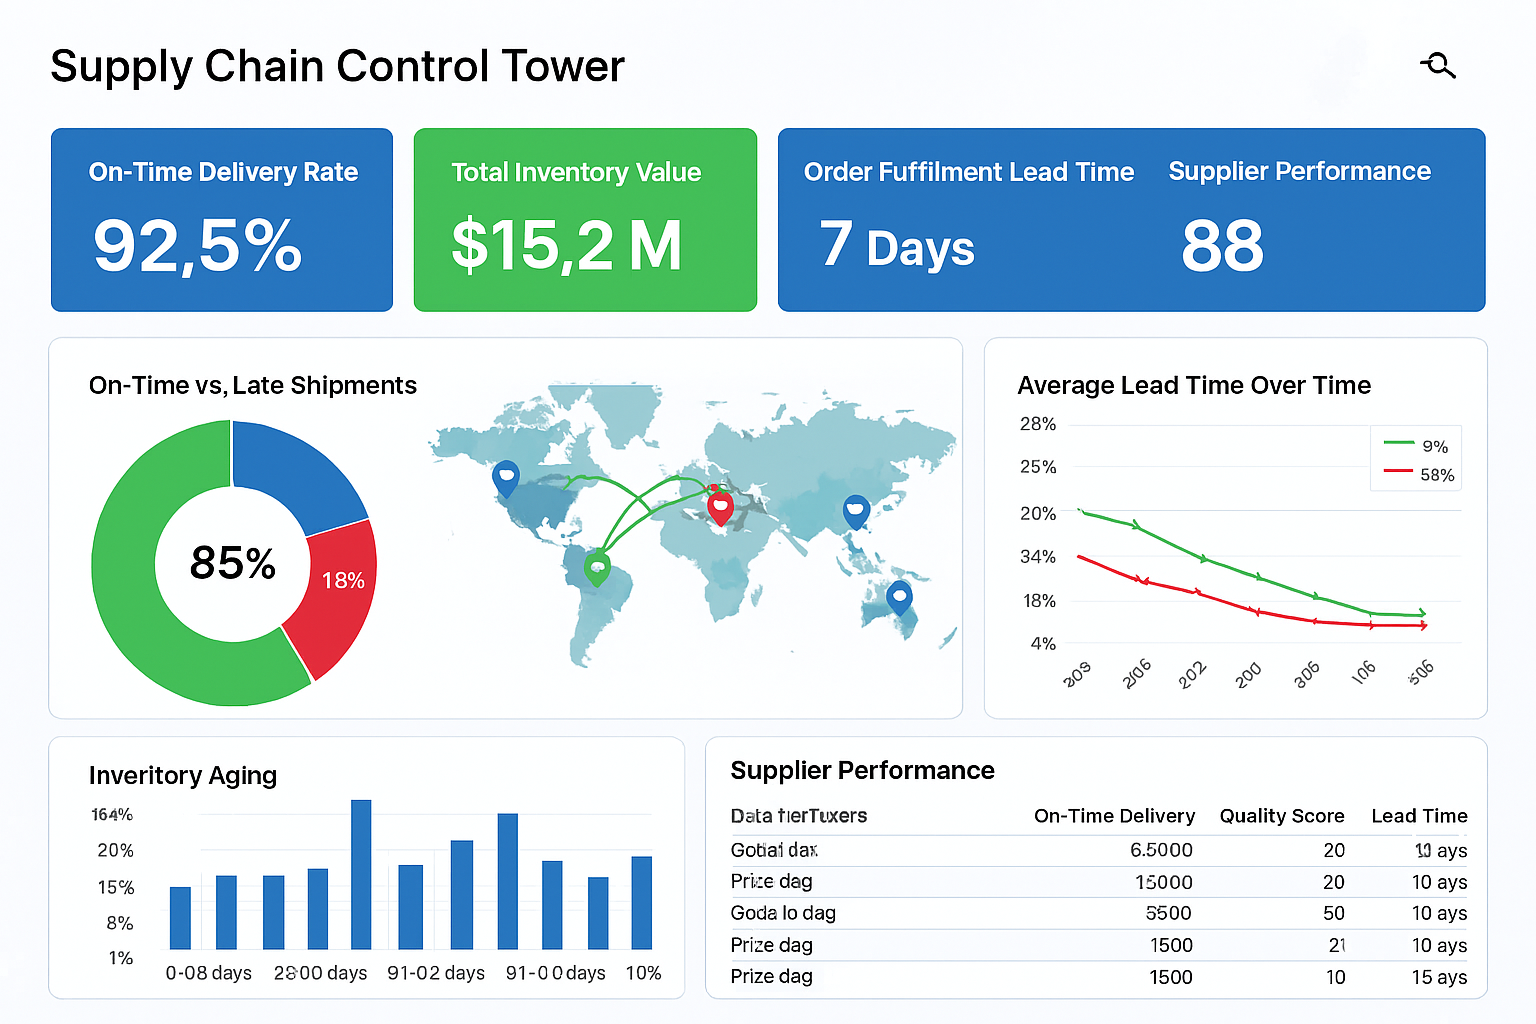 Supply Chain Control Tower
On-Time Delivery Rate
92,5%
Total Inventory Value
$15,2 M
Order Fuffilment Lead Time
7 Days
Supplier Performance
88
On-Time vs, Late Shipments
85%
18%
Average Lead Time Over Time
28%
25%
20%
34%
18%
4%
9%
58%
208 2/06 202 200 306 106 506
Inveritory Aging
164%
20%
15%
8%
1%
0-08 days 28-00 days 91-02 days 91-00 days 10%
Supplier Performance
Data On-Time Delivery Quality Score Lead Time
dax 6.5000 20 10 ays
Prize dag 15000 20 10 ays
Goda lo dag 5500 50 10 ays
Prize dag 1500 21 10 ays
Prize dag 1500 10 15 ays